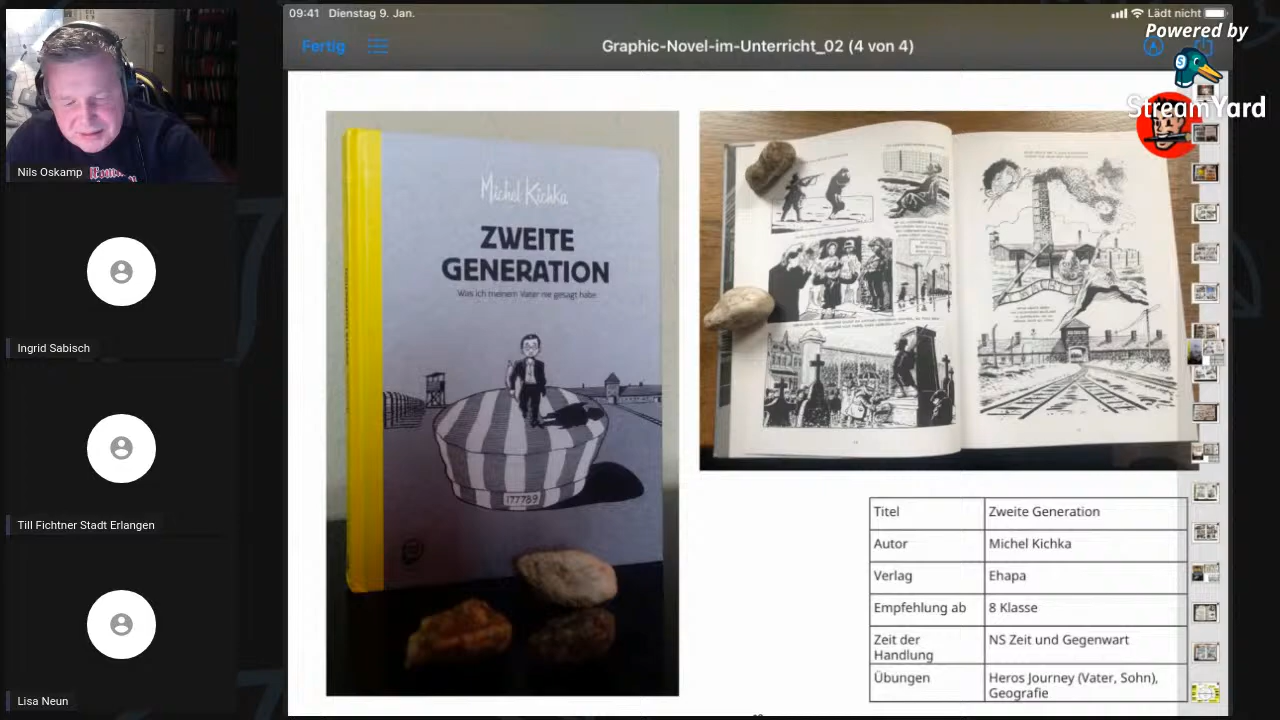 09:41 Dienstag 9. Jan.
Lädt nicht
Fertig
Graphic-Novel-im-Unterricht_02 (4 von 4)
Powered by
StreamYard
Nils Oskamp
Ingrid Sabisch
Till Fichtner Stadt Erlangen
Lisa Neun
Michel Kichka
ZWEITE
GENERATION
Was ich meinem Vater nie gesagt habe
177789
Titel Zweite Generation
Autor Michel Kichka
Verlag Ehapa
Empfehlung ab 8 Klasse
Zeit der NS Zeit und Gegenwart
Handlung
Übungen Heros Journey (Vater, Sohn),
Geografie